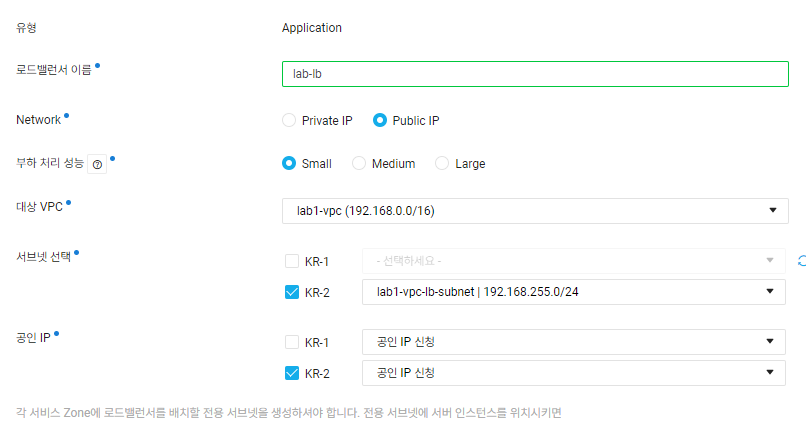 유형 Application
로드밸런서 이름 lab-lb
Network Private IP Public IP
부하 처리 성능 Small Medium Large
대상 VPC lab1-vpc (192.168.0.0/16)
서브넷 선택 KR-1 - 선택하세요 -
KR-2 lab1-vpc-lb-subnet | 192.168.255.0/24
공인 IP KR-1 공인 IP 신청
KR-2 공인 IP 신청
각 서비스 Zone에 로드밸런서를 배치할 전용 서브넷을 생성하셔야 합니다. 전용 서브넷에 서버 인스턴스를 위치시키면